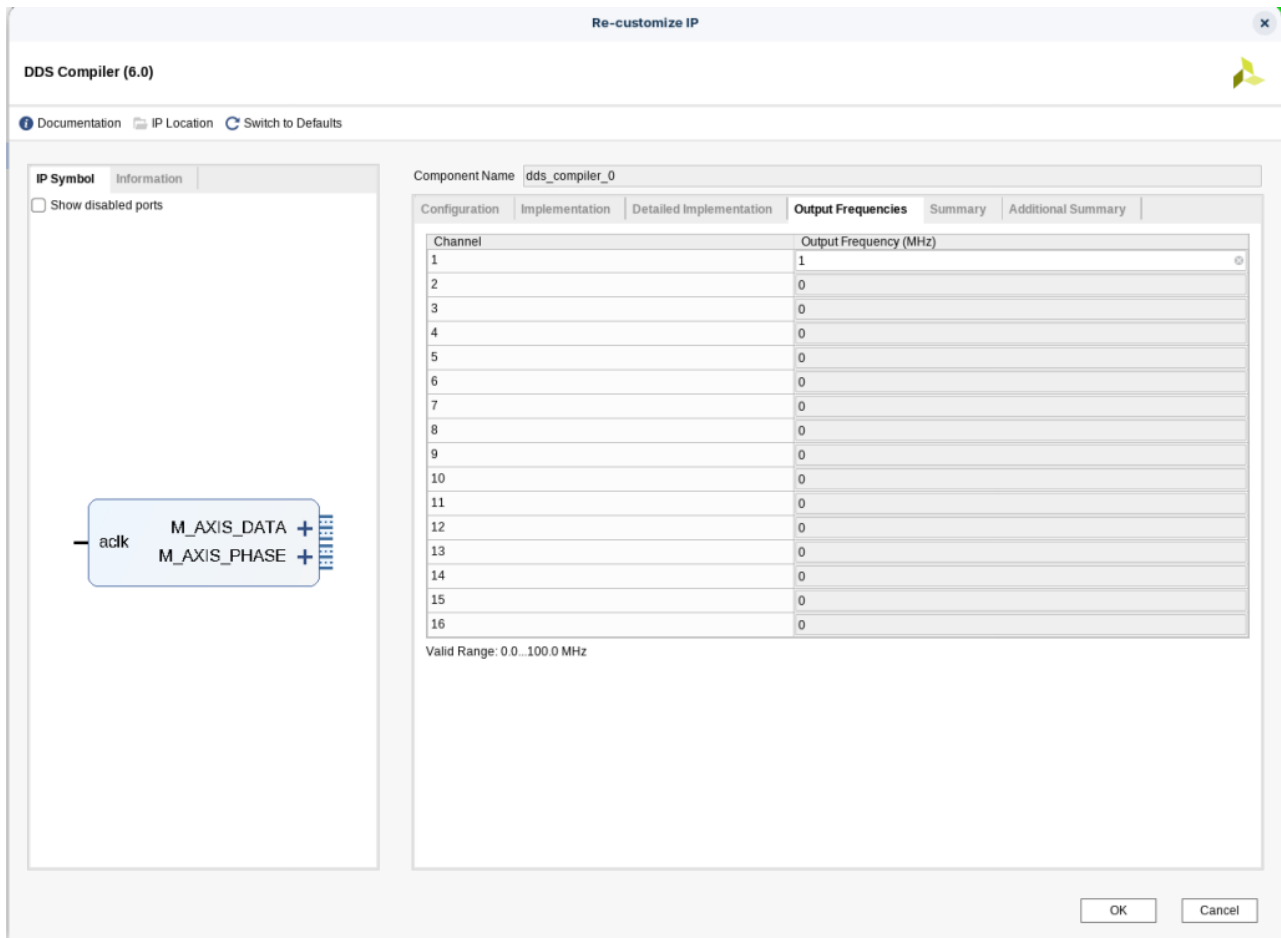 Re-customize IP
DDS Compiler (6.0)
Documentation IP Location Switch to Defaults
IP Symbol Information
Show disabled ports
aclk
M_AXIS_DATA
M_AXIS_PHASE
Component Name dds_compiler_0
Configuration Implementation Detailed Implementation Output Frequencies Summary Additional Summary
Channel Output Frequency (MHz)
1 1
2 0
3 0
4 0
5 0
6 0
7 0
8 0
9 0
10 0
11 0
12 0
13 0
14 0
15 0
16 0
Valid Range: 0.0...100.0 MHz
OK Cancel